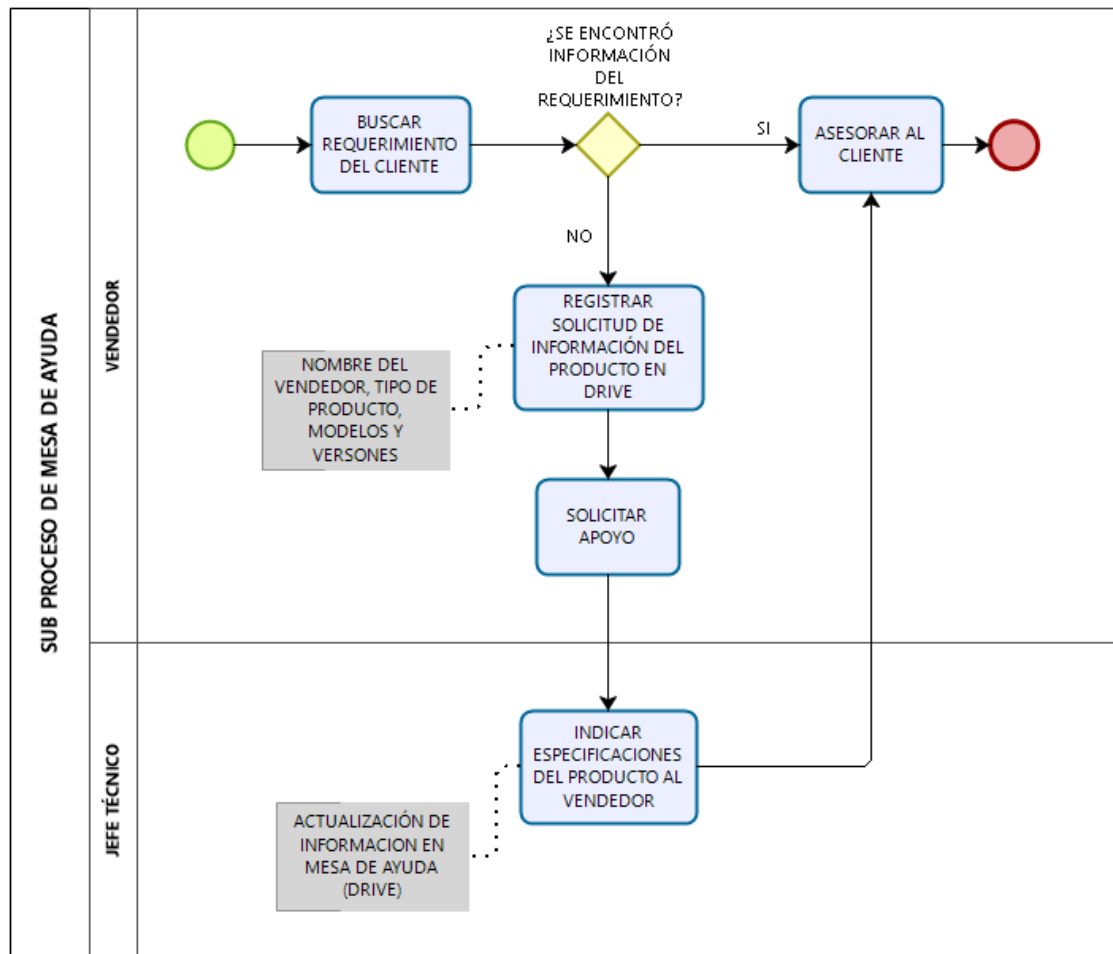 SUB PROCESO DE MESA DE AYUDA
VENDEDOR
¿SE ENCONTRÓ
INFORMACIÓN
DEL
REQUERIMIENTO?
BUSCAR
REQUERIMIENTO
DEL CLIENTE
SI
ASESORAR AL
CLIENTE
NO
REGISTRAR
SOLICITUD DE
INFORMACIÓN DEL
PRODUCTO EN
DRIVE
NOMBRE DEL
VENDEDOR, TIPO DE
PRODUCTO,
MODELOS Y
VERSONES
SOLICITAR
APOYO
JEFE TÉCNICO
INDICAR
ESPECIFICACIONES
DEL PRODUCTO AL
VENDEDOR
ACTUALIZACIÓN DE
INFORMACION EN
MESA DE AYUDA
(DRIVE)